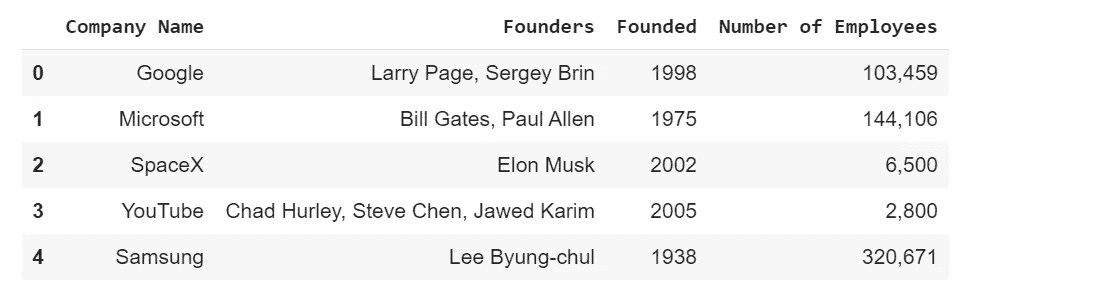 Company Name Founders Founded Number of Employees
0 Google Larry Page, Sergey Brin 1998 103,459
1 Microsoft Bill Gates, Paul Allen 1975 144,106
2 SpaceX Elon Musk 2002 6,500
3 YouTube Chad Hurley, Steve Chen, Jawed Karim 2005 2,800
4 Samsung Lee Byung-chul 1938 320,671